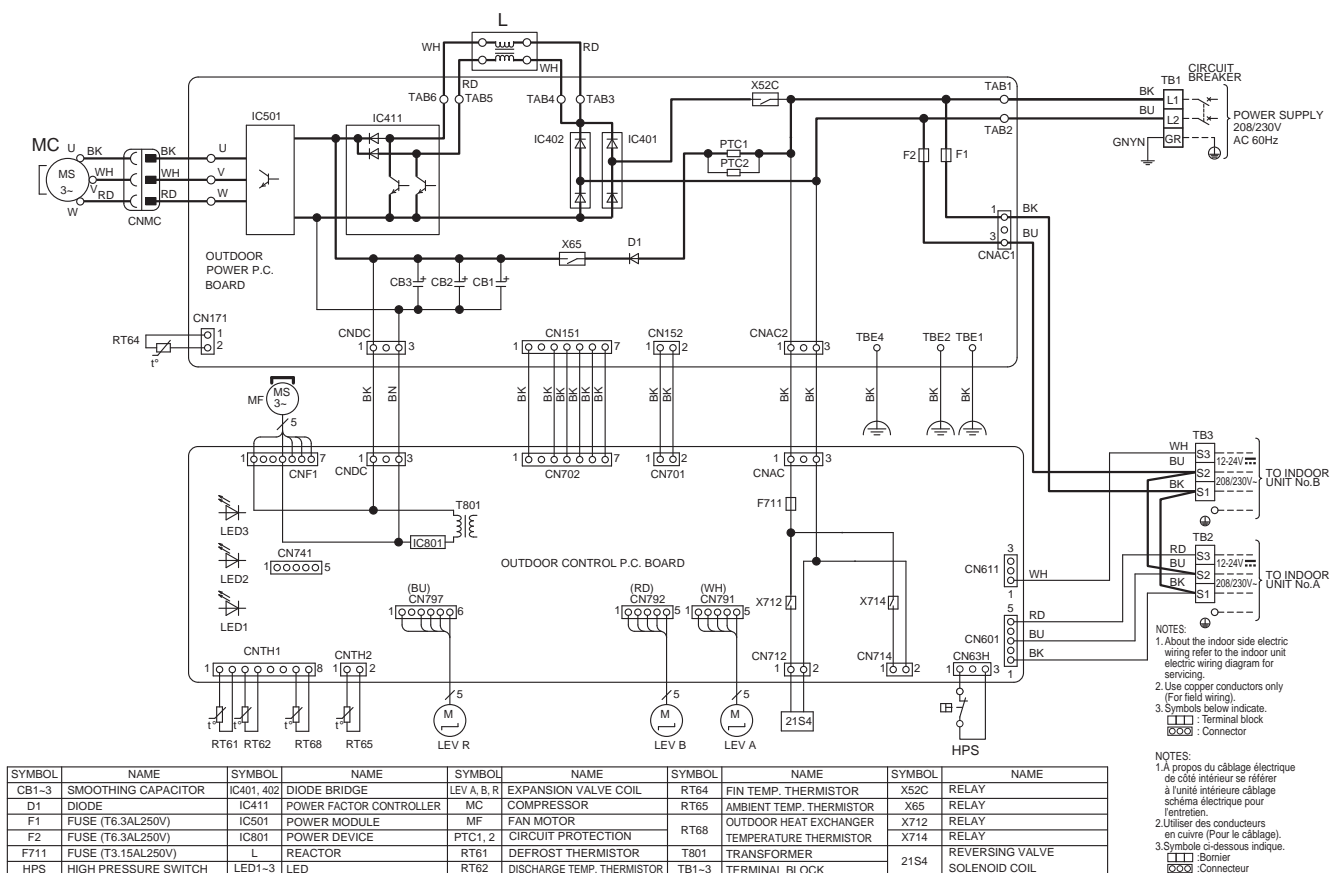 L
WH
RD
WH
RD
TAB6
TAB5
TAB4
TAB3
X52C
TAB1
TAB2
TB1
CIRCUIT
BREAKER
BK
L1
BU
L2
GNYN
GR
POWER SUPPLY
208/230V
AC 60Hz
IC501
IC411
IC402
IC401
PTC1
PTC2
F2
F1
MC
MS
3~
U
BK
BK
U
V
WH
WH
V
W
RD
RD
W
CNMC
1
BK
3
BU
CNAC1
OUTDOOR
POWER P.C.
BOARD
X65
D1
CB3
+
CB2
+
CB1
+
CN171
1
2
RT64
t°
CNDC
1
3
CN151
1
7
CN152
1
2
CNAC2
1
3
TBE4
TBE2
TBE1
MF
MS
3~
5
BK
BN
BK
BK
BK
BK
BK
BK
BK
BK
BK
BK
BK
BK
BK
1
7
CNF1
1
3
CNDC
1
7
CN702
1
2
CN701
1
3
CNAC
LED3
LED2
LED1
CN741
1
5
T801
IC801
OUTDOOR CONTROL P.C. BOARD
F711
X712
X714
TB3
WH
S3
BU
S2
BK
S1
12-24V
208/230V~
TO INDOOR
UNIT No.B
TB2
RD
S3
BU
S2
BK
S1
12-24V
208/230V~
TO INDOOR
UNIT No.A
3
CN611
1
WH
5
CN601
1
RD
BU
BK
(BU)
CN797
1
6
(RD)
CN792
1
5
(WH)
CN791
1
5
CNTH1
1
8
CNTH2
1
2
CN712
1
2
CN714
1
2
CN63H
1
3
t°
RT61
t°
RT62
t°
RT68
t°
RT65
5
M
LEV R
5
M
LEV B
5
M
LEV A
21S4
HPS
NOTES:
1. About the indoor side electric
wiring refer to the indoor unit
electric wiring diagram for
servicing.
2. Use copper conductors only
(For field wiring).
3. Symbols below indicate.
: Terminal block
: Connector
NOTES:
1.À propos du câblage électrique
de côté intérieur se référer
à l'unité intérieure câblage
schéma électrique pour
l'entretien.
2.Utiliser des conducteurs
en cuivre (Pour le câblage).
3.Symbole ci-dessous indique.
:Bornier
:Connecteur
SYMBOL NAME SYMBOL NAME SYMBOL NAME SYMBOL NAME SYMBOL NAME
CB1~3 SMOOTHING CAPACITOR IC401, 402 DIODE BRIDGE LEV A, B, R EXPANSION VALVE COIL RT64 FIN TEMP. THERMISTOR X52C RELAY
D1 DIODE IC411 POWER FACTOR CONTROLLER MC COMPRESSOR RT65 AMBIENT TEMP. THERMISTOR X65 RELAY
F1 FUSE (T6.3AL250V) IC501 POWER MODULE MF FAN MOTOR RT68 OUTDOOR HEAT EXCHANGER X712 RELAY
F2 FUSE (T6.3AL250V) IC801 POWER DEVICE PTC1, 2 CIRCUIT PROTECTION TEMPERATURE THERMISTOR X714 RELAY
F711 FUSE (T3.15AL250V) L REACTOR RT61 DEFROST THERMISTOR T801 TRANSFORMER 21S4 REVERSING VALVE
HPS HIGH PRESSURE SWITCH LED1~3 LED RT62 DISCHARGE TEMP. THERMISTOR TB1~3 TERMINAL BLOCK SOLENOID COIL